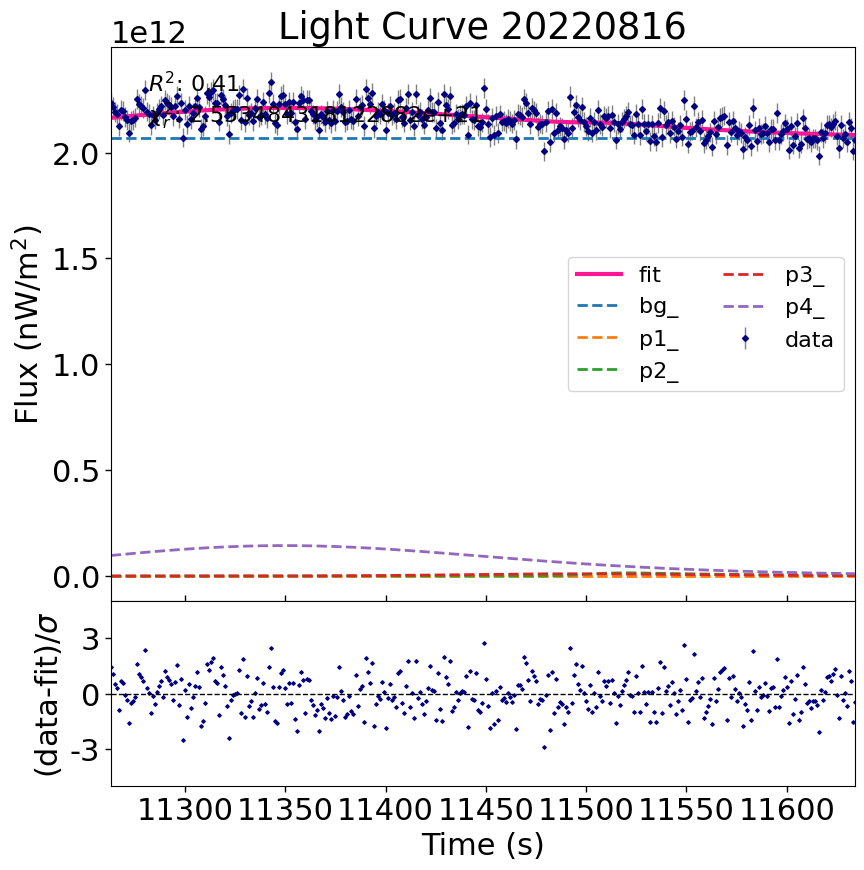 Light Curve 20220816
1e12
R²: 0.41
2.0
1.5
1.0
0.5
0.0
Flux (nW/m²)
fit
bg_
p1_
p2_
p3_
p4_
data
3
0
-3
(data-fit)/σ
11300 11350 11400 11450 11500 11550 11600
Time (s)